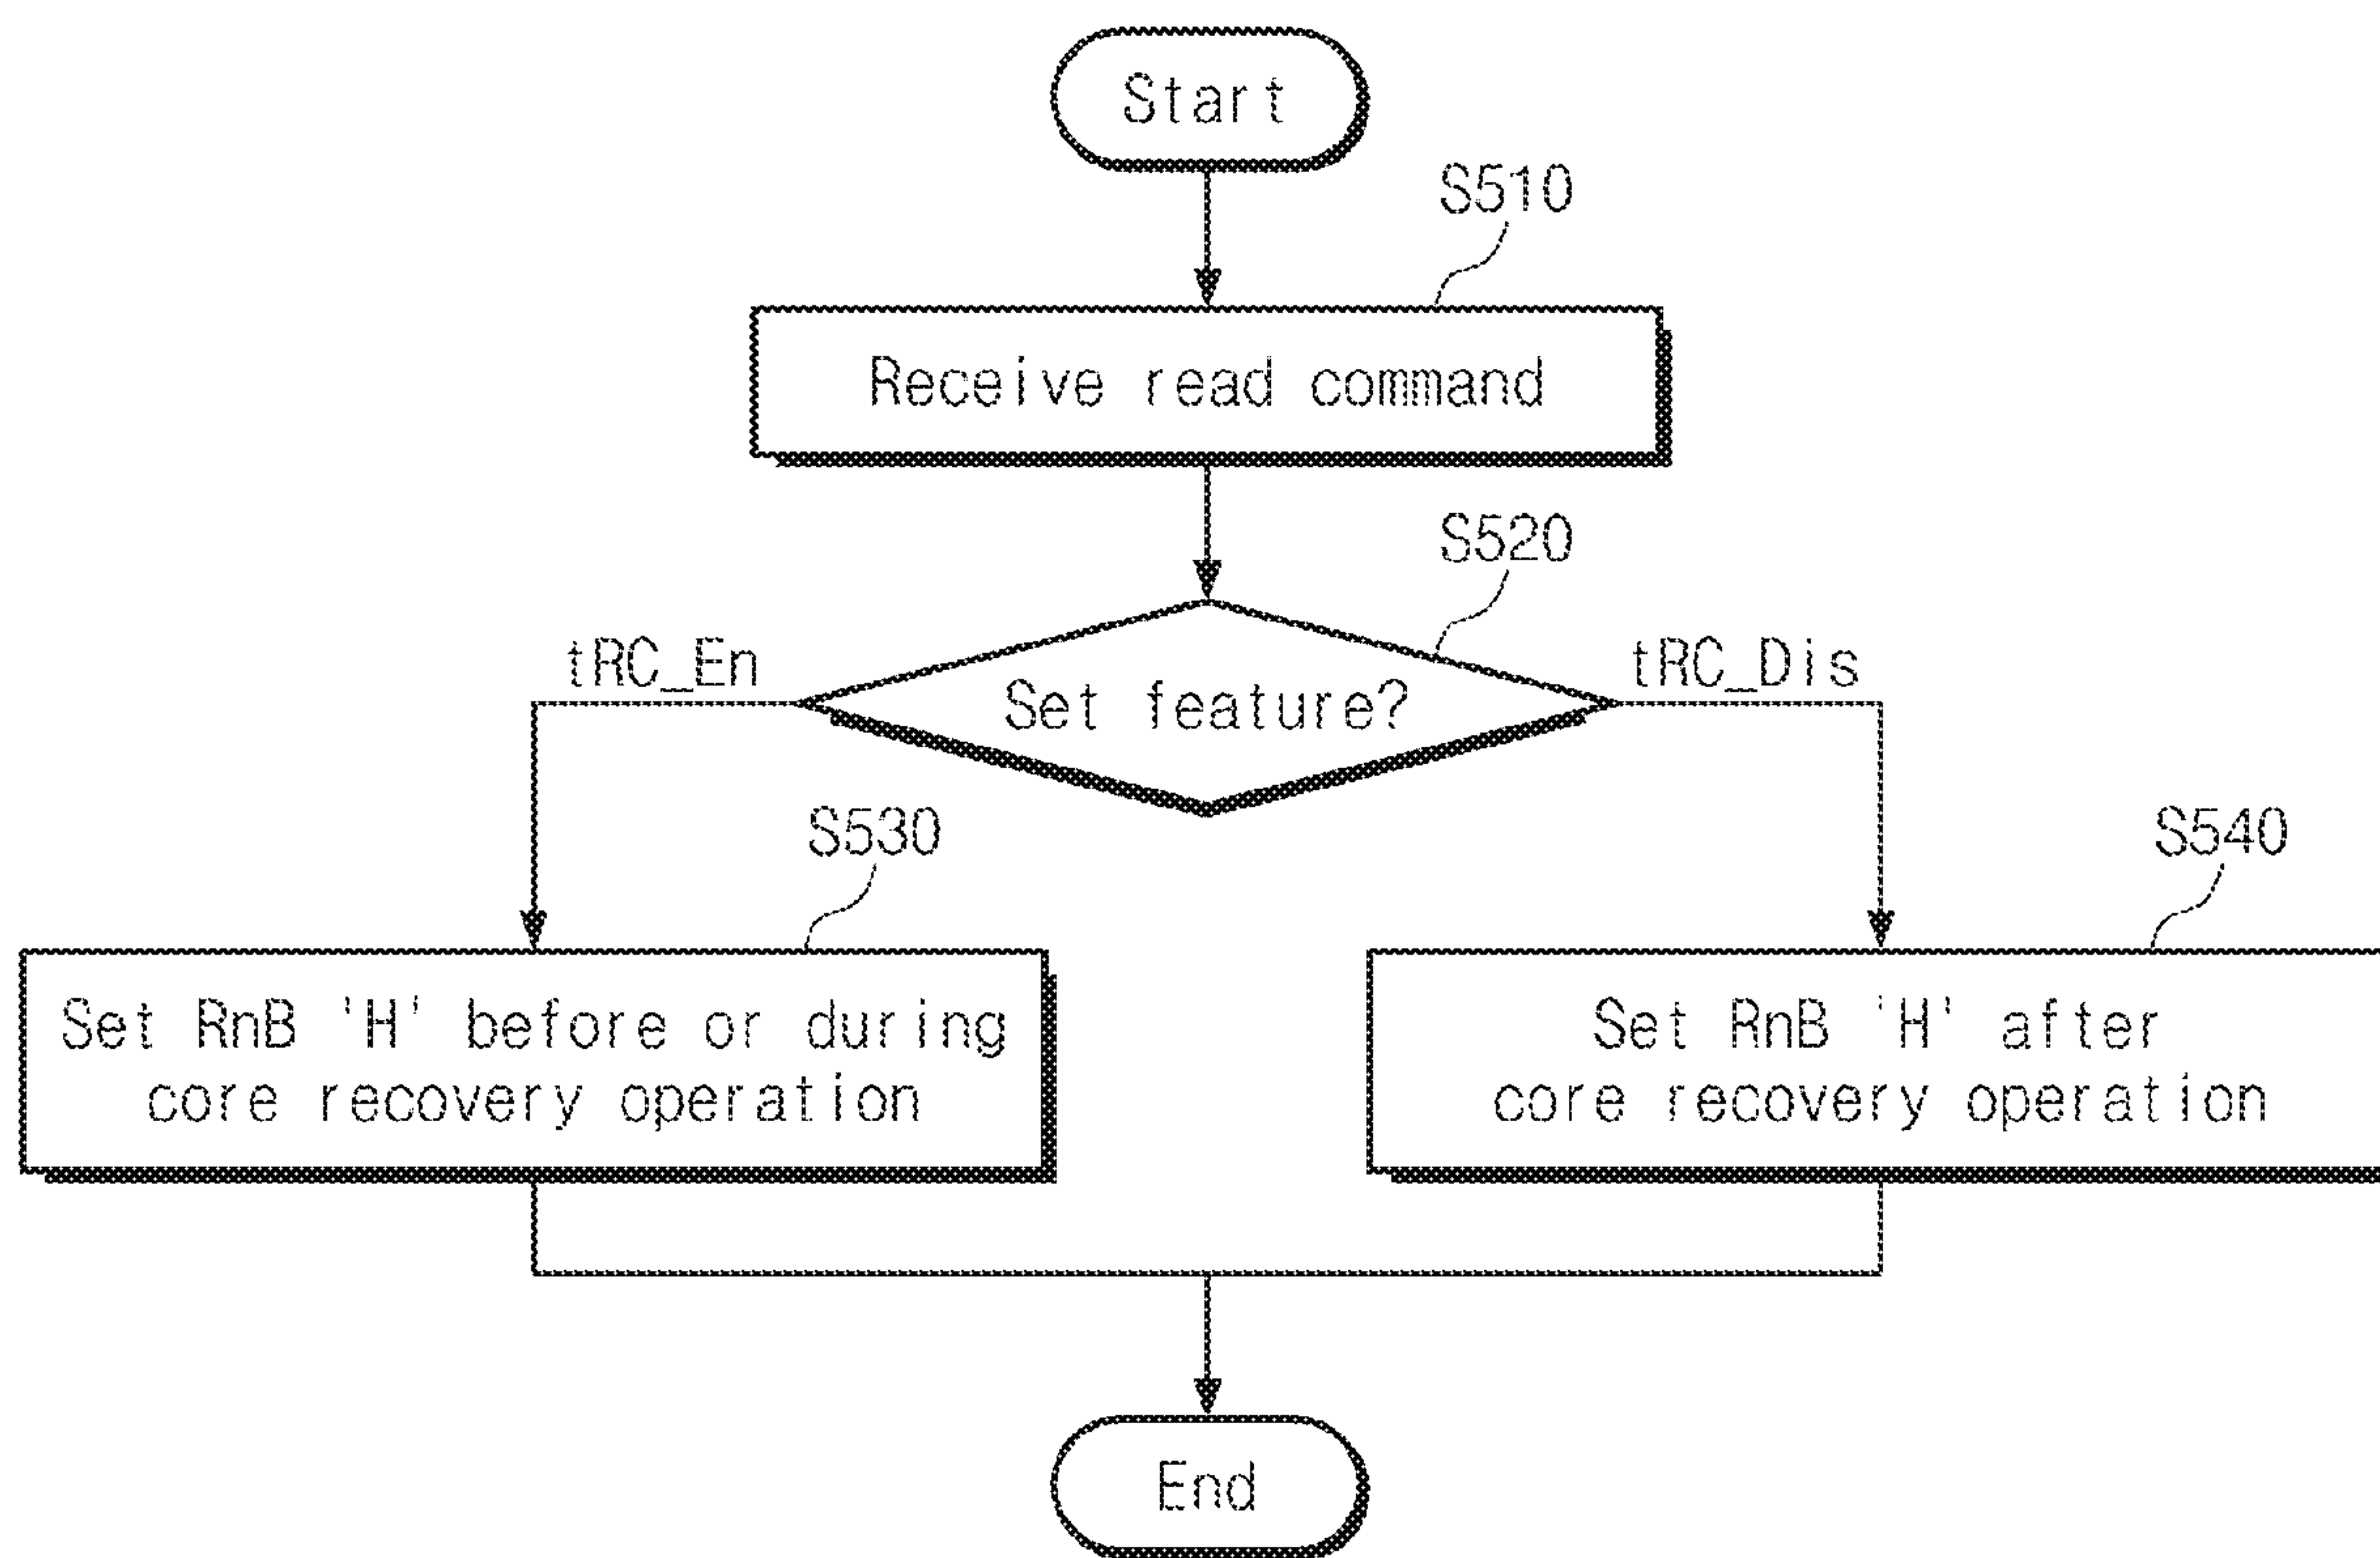 Start
S510
Receive read command
S520
tRC_En
Set feature?
tRC_Dis
S530
S540
Set RnB 'H' before or during
core recovery operation
Set RnB 'H' after
core recovery operation
End